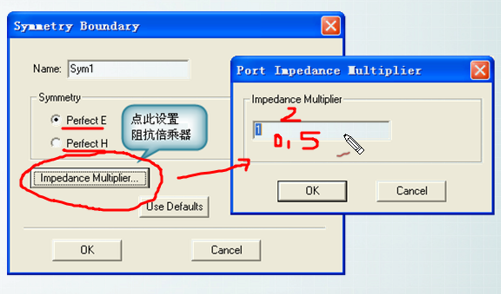 Symmetry Boundary
Name: Sym1
Symmetry
Perfect E
Perfect H
点此设置
阻抗倍乘器
Impedance Multiplier...
Use Defaults
OK Cancel
Port Impedance Multiplier
Impedance Multiplier
2
1
0.5
OK Cancel